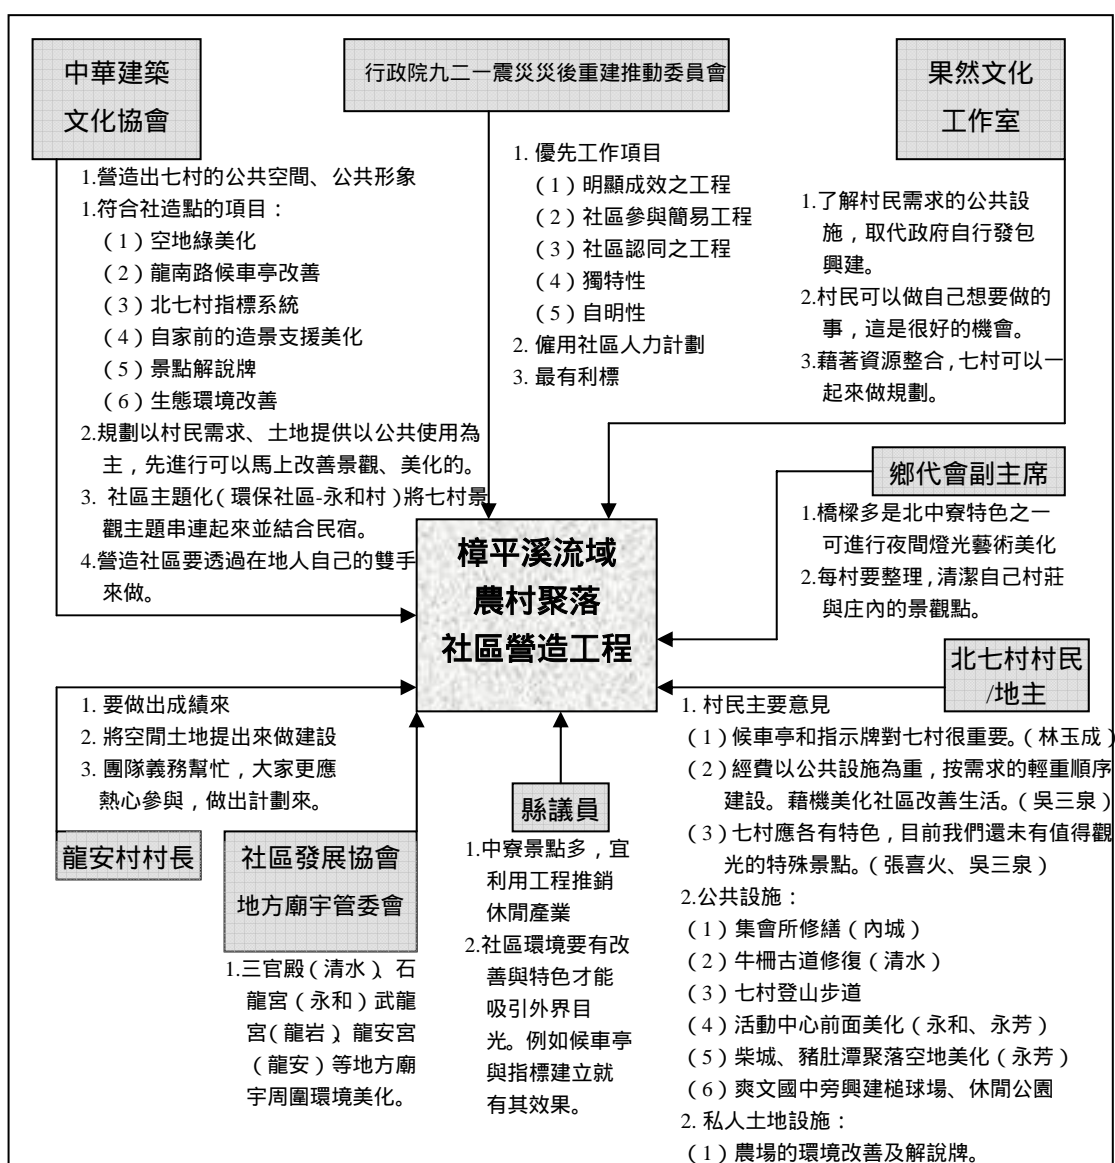 中華建築
文化協會
1.營造出七村的公共空間、公共形象
1.符合社造點的項目：
（1）空地綠美化
（2）龍南路候車亭改善
（3）北七村指標系統
（4）自家前的造景支援美化
（5）景點解說牌
（6）生態環境改善
2.規劃以村民需求、土地提供以公共使用為
主，先進行可以馬上改善景觀、美化的。
3. 社區主題化（環保社區-永和村）將七村景
觀主題串連起來並結合民宿。
4.營造社區要透過在地人自己的雙手
來做。
行政院九二一震災災後重建推動委員會
1. 優先工作項目
（1）明顯成效之工程
（2）社區參與簡易工程
（3）社區認同之工程
（4）獨特性
（5）自明性
2. 僱用社區人力計劃
3. 最有利標
果然文化
工作室
1.了解村民需求的公共設
施，取代政府自行發包
興建。
2.村民可以做自己想要做的
事，這是很好的機會。
3.藉著資源整合，七村可以一
起來做規劃。
鄉代會副主席
1.橋樑多是北中寮特色之一
可進行夜間燈光藝術美化
2.每村要整理，清潔自己村莊
與庄內的景觀點。
樟平溪流域
農村聚落
社區營造工程
北七村村民
/地主
1. 村民主要意見
（1）候車亭和指示牌對七村很重要。（林玉成）
（2）經費以公共設施為重，按需求的輕重順序
建設。藉機美化社區改善生活。（吳三泉）
（3）七村應各有特色，目前我們還未有值得觀
光的特殊景點。（張喜火、吳三泉）
2.公共設施：
（1）集會所修繕（內城）
（2）牛柵古道修復（清水）
（3）七村登山步道
（4）活動中心前面美化（永和、永芳）
（5）柴城、豬肚潭聚落空地美化（永芳）
（6）爽文國中旁興建槌球場、休閒公園
2. 私人土地設施：
（1）農場的環境改善及解說牌。
1. 要做出成績來
2. 將空閒土地提出來做建設
3. 團隊義務幫忙，大家更應
熱心參與，做出計劃來。
龍安村村長
社區發展協會
地方廟宇管委會
1.三官殿（清水）、石
龍宮（永和）武龍
宮（龍岩）、龍安宮
（龍安）等地方廟
宇周圍環境美化。
縣議員
1.中寮景點多，宜
利用工程推銷
休閒產業
2.社區環境要有改
善與特色才能
吸引外界目
光。例如候車亭
與指標建立就
有其效果。